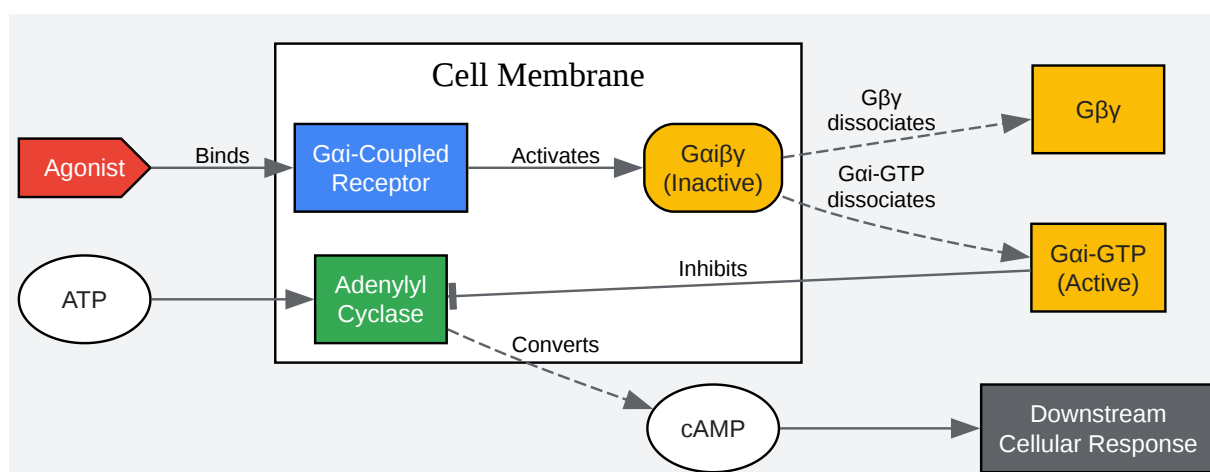 Cell Membrane
Agonist
Binds
Gαi-Coupled
Receptor
Activates
Gαiβγ
(Inactive)
Gβγ
dissociates
Gβγ
Gαi-GTP
dissociates
Gαi-GTP
(Active)
Inhibits
ATP
Adenylyl
Cyclase
Converts
cAMP
Downstream
Cellular Response